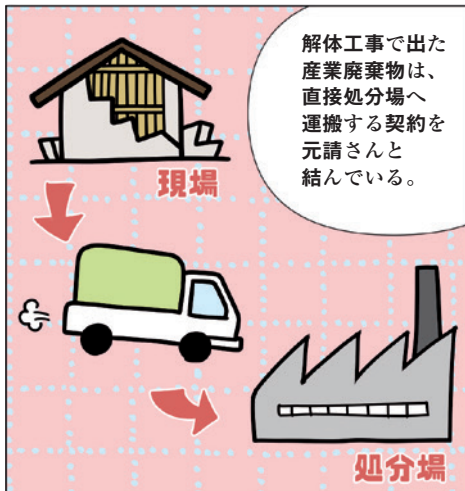 解体工事で出た
産業廃棄物は、
直接処分場へ
運搬する契約を
元請さんと
結んでいる。
現場
処分場